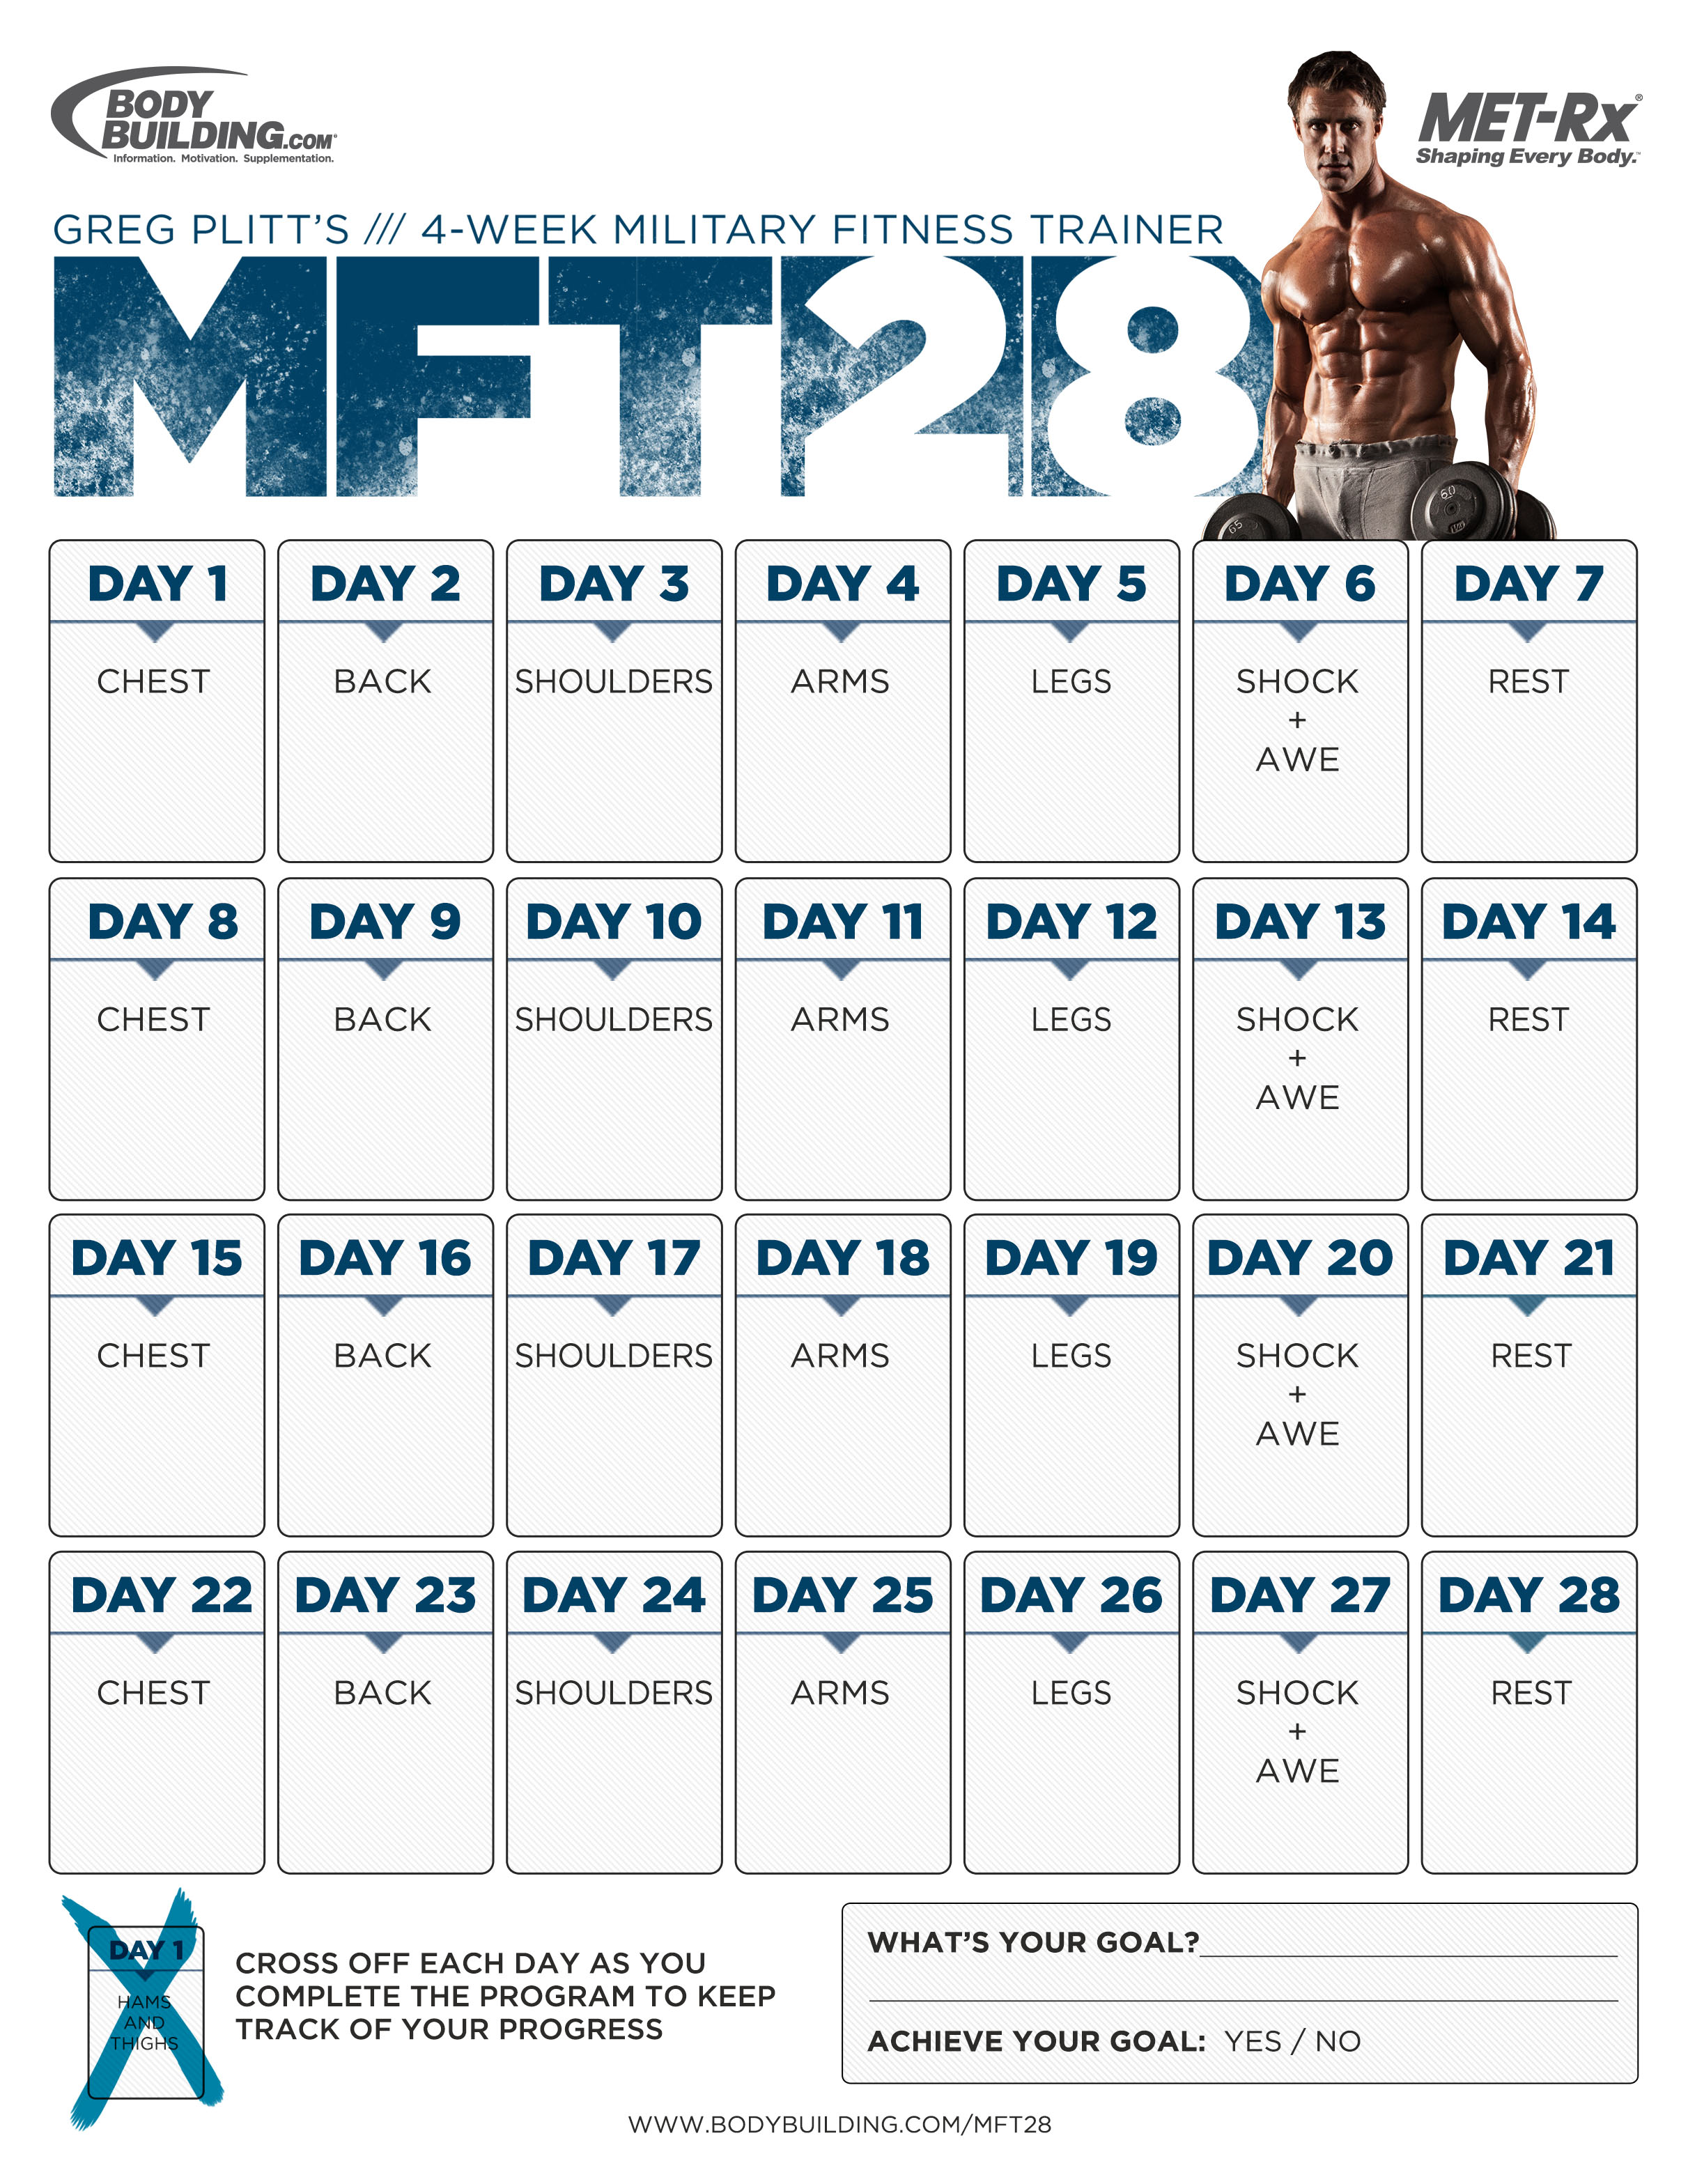 BODY
BUILDING.COM®
Information. Motivation. Supplementation.
MET-Rx®
Shaping Every Body.™
GREG PLITT'S /// 4-WEEK MILITARY FITNESS TRAINER
MFT28
65
60
DAY 1 DAY 2 DAY 3 DAY 4 DAY 5 DAY 6 DAY 7
CHEST BACK SHOULDERS ARMS LEGS SHOCK REST
+
AWE
DAY 8 DAY 9 DAY 10 DAY 11 DAY 12 DAY 13 DAY 14
CHEST BACK SHOULDERS ARMS LEGS SHOCK REST
+
AWE
DAY 15 DAY 16 DAY 17 DAY 18 DAY 19 DAY 20 DAY 21
CHEST BACK SHOULDERS ARMS LEGS SHOCK REST
+
AWE
DAY 22 DAY 23 DAY 24 DAY 25 DAY 26 DAY 27 DAY 28
CHEST BACK SHOULDERS ARMS LEGS SHOCK REST
+
AWE
DAY 1
HAMS
AND
THIGHS
CROSS OFF EACH DAY AS YOU
COMPLETE THE PROGRAM TO KEEP
TRACK OF YOUR PROGRESS
WHAT'S YOUR GOAL?
ACHIEVE YOUR GOAL: YES / NO
WWW.BODYBUILDING.COM/MFT28